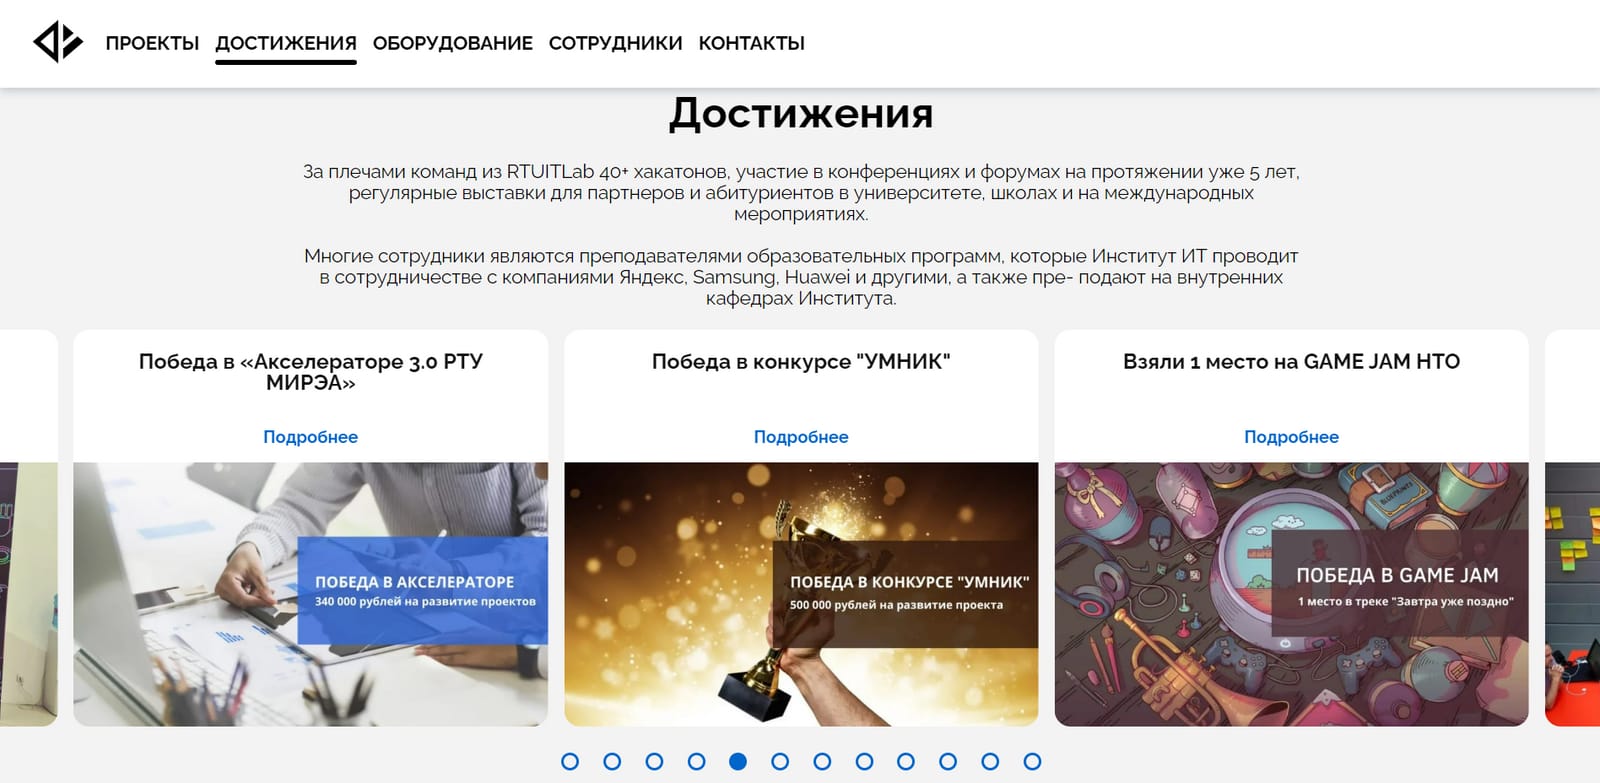 ПРОЕКТЫ ДОСТИЖЕНИЯ ОБОРУДОВАНИЕ СОТРУДНИКИ КОНТАКТЫ
Достижения
За плечами команд из RTUITLab 40+ хакатонов, участие в конференциях и форумах на протяжении уже 5 лет,
регулярные выставки для партнеров и абитуриентов в университете, школах и на международных
мероприятиях.
Многие сотрудники являются преподавателями образовательных программ, которые Институт ИТ проводит
в сотрудничестве с компаниями Яндекс, Samsung, Huawei и другими, а также пре- подают на внутренних
кафедрах Института.
Победа в «Акселераторе 3.0 РТУ
МИРЭА»
Подробнее
ПОБЕДА В АКСЕЛЕРАТОРЕ
340 000 рублей на развитие проектов
Победа в конкурсе "УМНИК"
Подробнее
ПОБЕДА В КОНКУРСЕ "УМНИК"
500 000 рублей на развитие проекта
Взяли 1 место на GAME JAM НТО
Подробнее
BLUEPRINTS
ПОБЕДА В GAME JAM
1 место в треке "Завтра уже поздно"